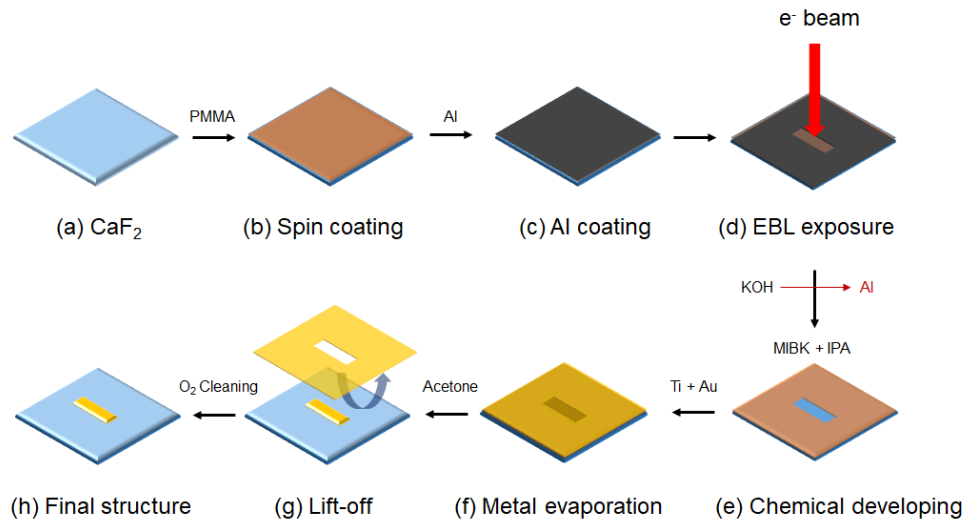 e⁻ beam
PMMA
Al
(a) CaF₂
(b) Spin coating
(c) Al coating
(d) EBL exposure
KOH
Al
MIBK + IPA
O₂ Cleaning
Acetone
Ti + Au
(h) Final structure
(g) Lift-off
(f) Metal evaporation
(e) Chemical developing